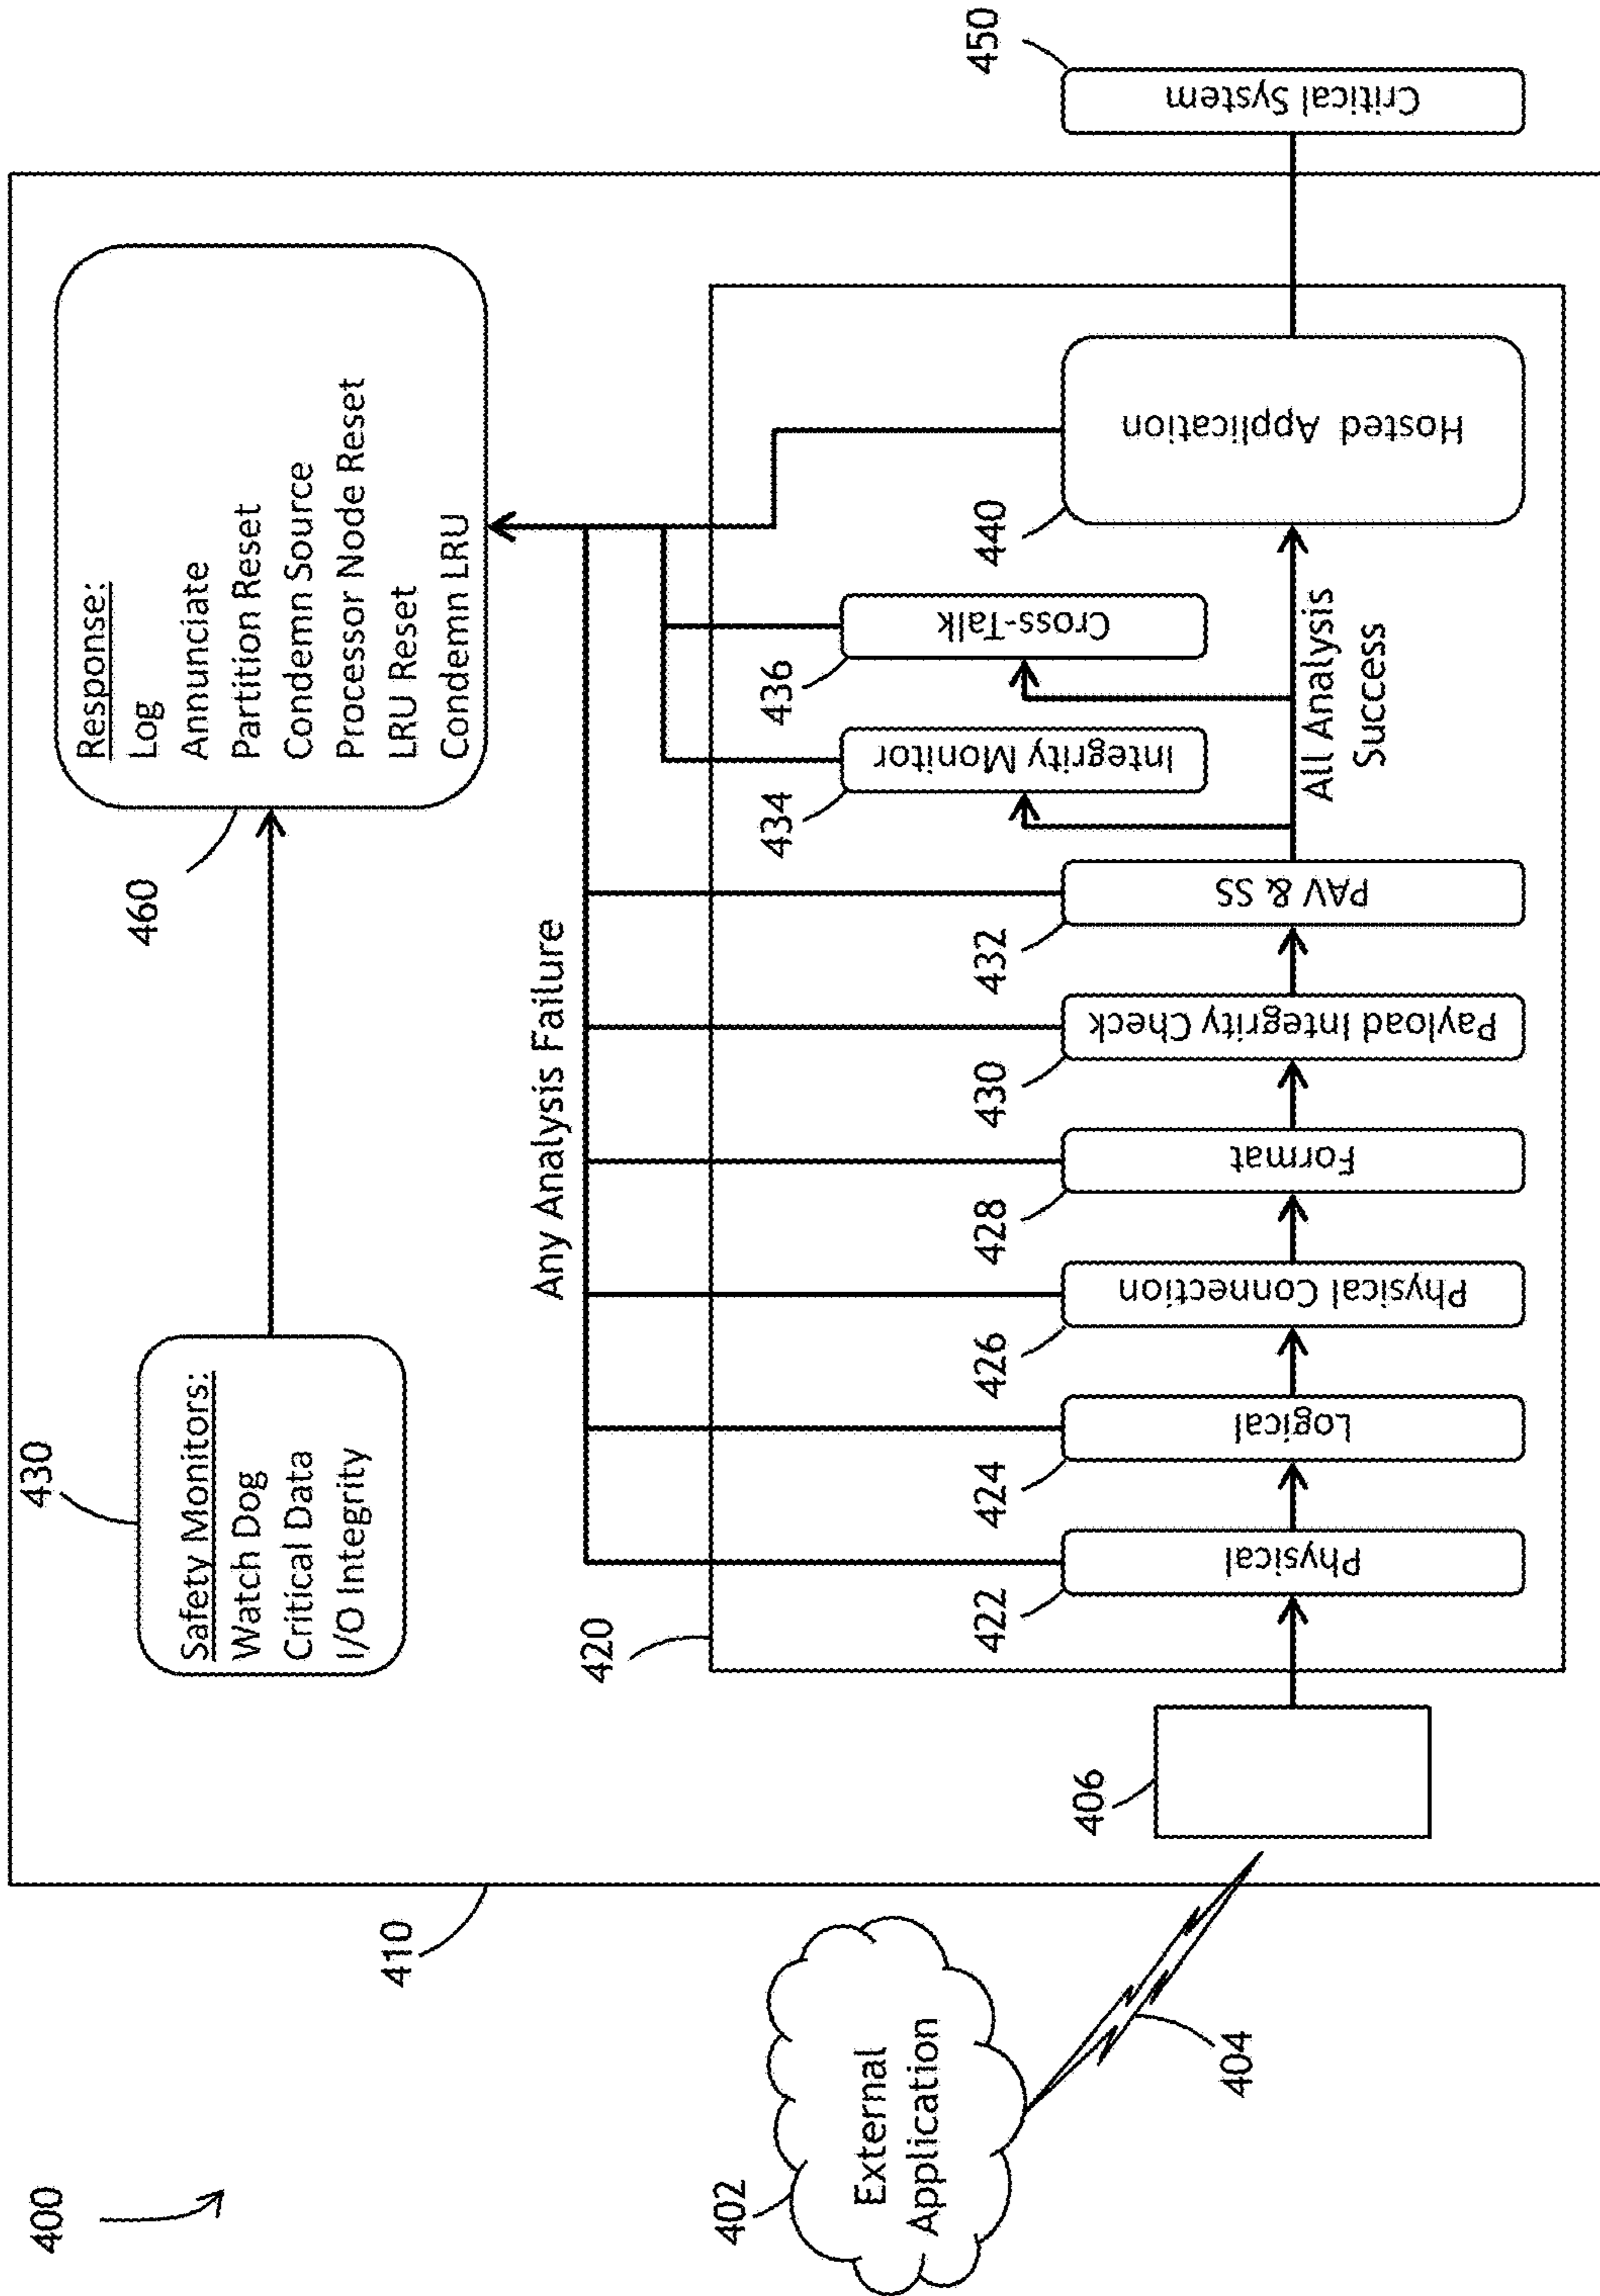 400
402
External
Application
404
410
406
430
Safety Monitors:
Watch Dog
Critical Data
I/O Integrity
460
Response:
Log
Annunciate
Partition Reset
Condemn Source
Processor Node Reset
LRU Reset
Condemn LRU
Any Analysis Failure
420
422
Physical
424
Logical
426
Physical Connection
428
Format
430
Payload Integrity Check
432
PAV & SS
434
Integrity Monitor
436
Cross-Talk
All Analysis
Success
440
Hosted Application
450
Critical System